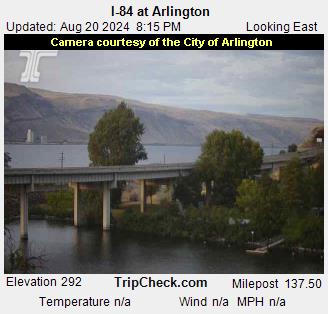 I-84 at Arlington
Updated: Aug 20 2024 8:15 PM Looking East
Camera courtesy of the City of Arlington
Elevation 292 TripCheck.com Milepost 137.50
Temperature n/a Wind n/a MPH n/a